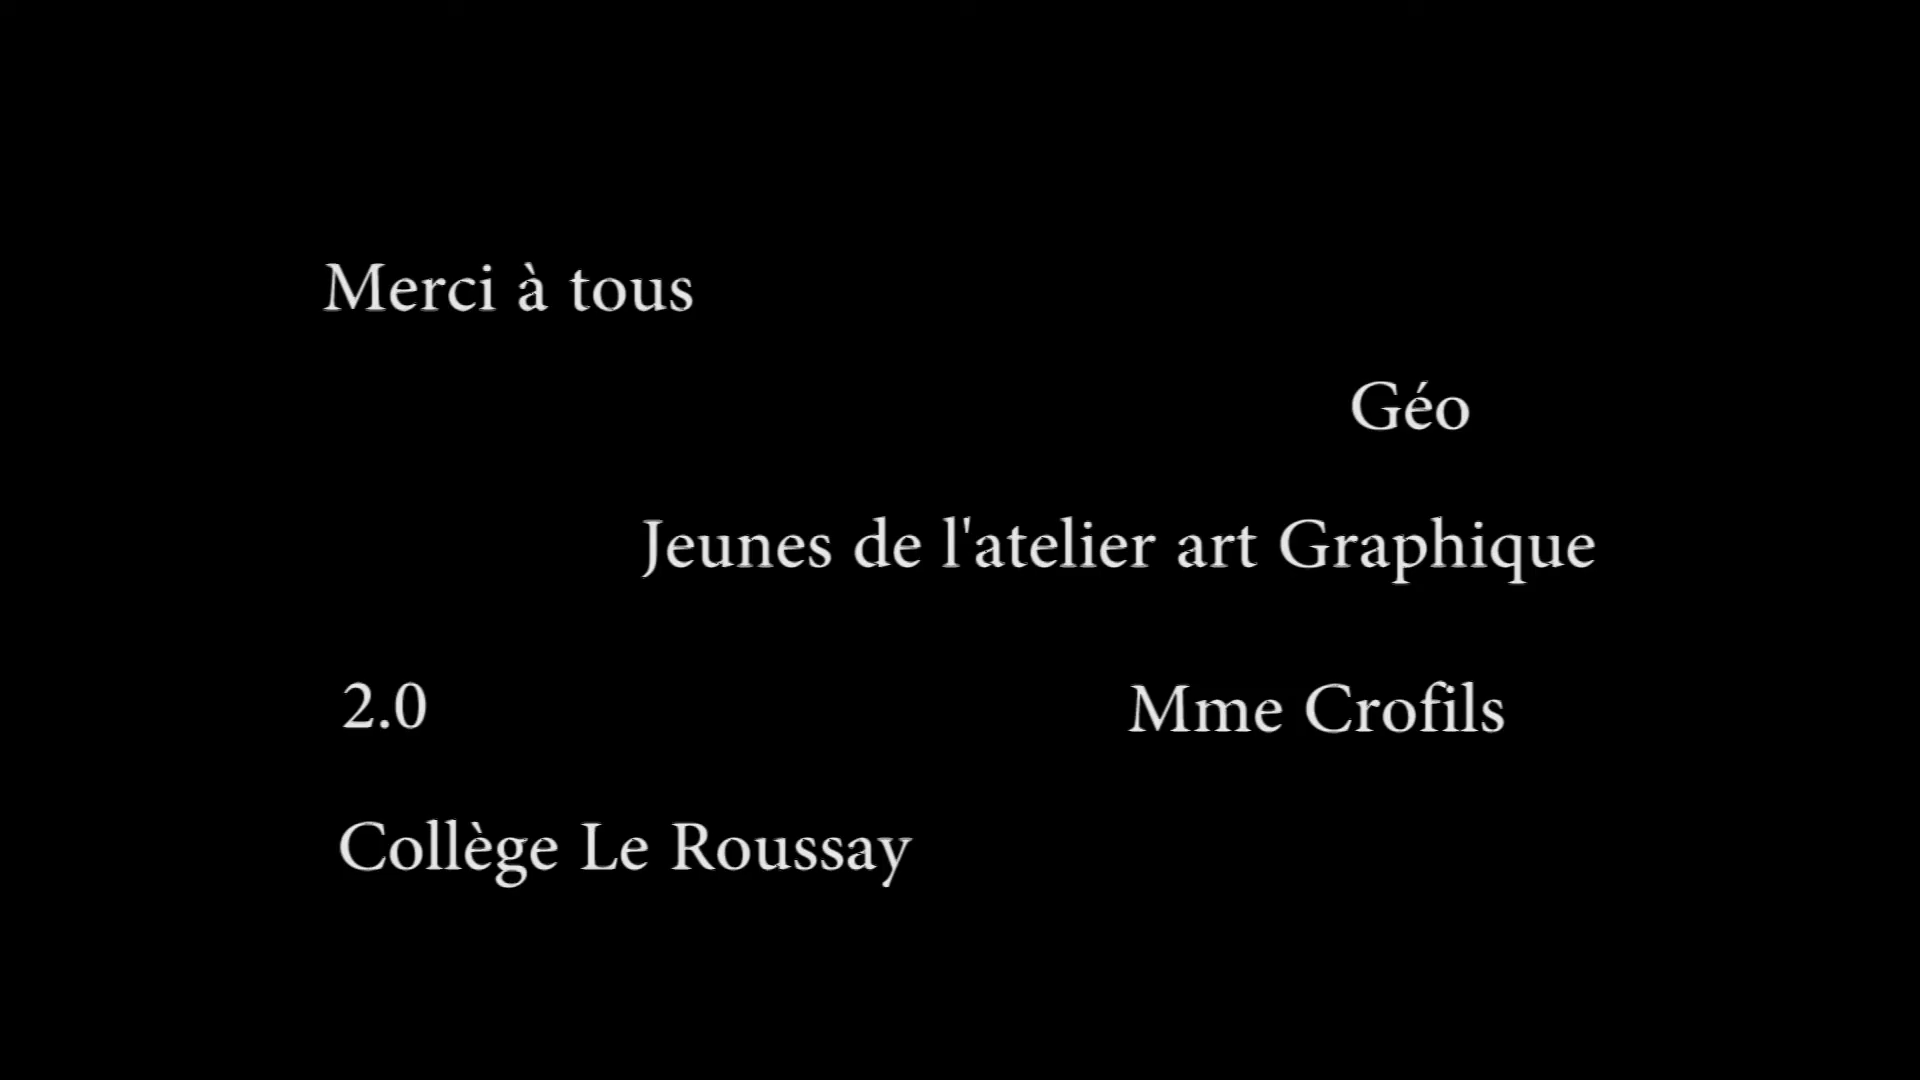 Merci à tous
Géo
Jeunes de l'atelier art Graphique
2.0
Mme Crofils
Collège Le Roussay